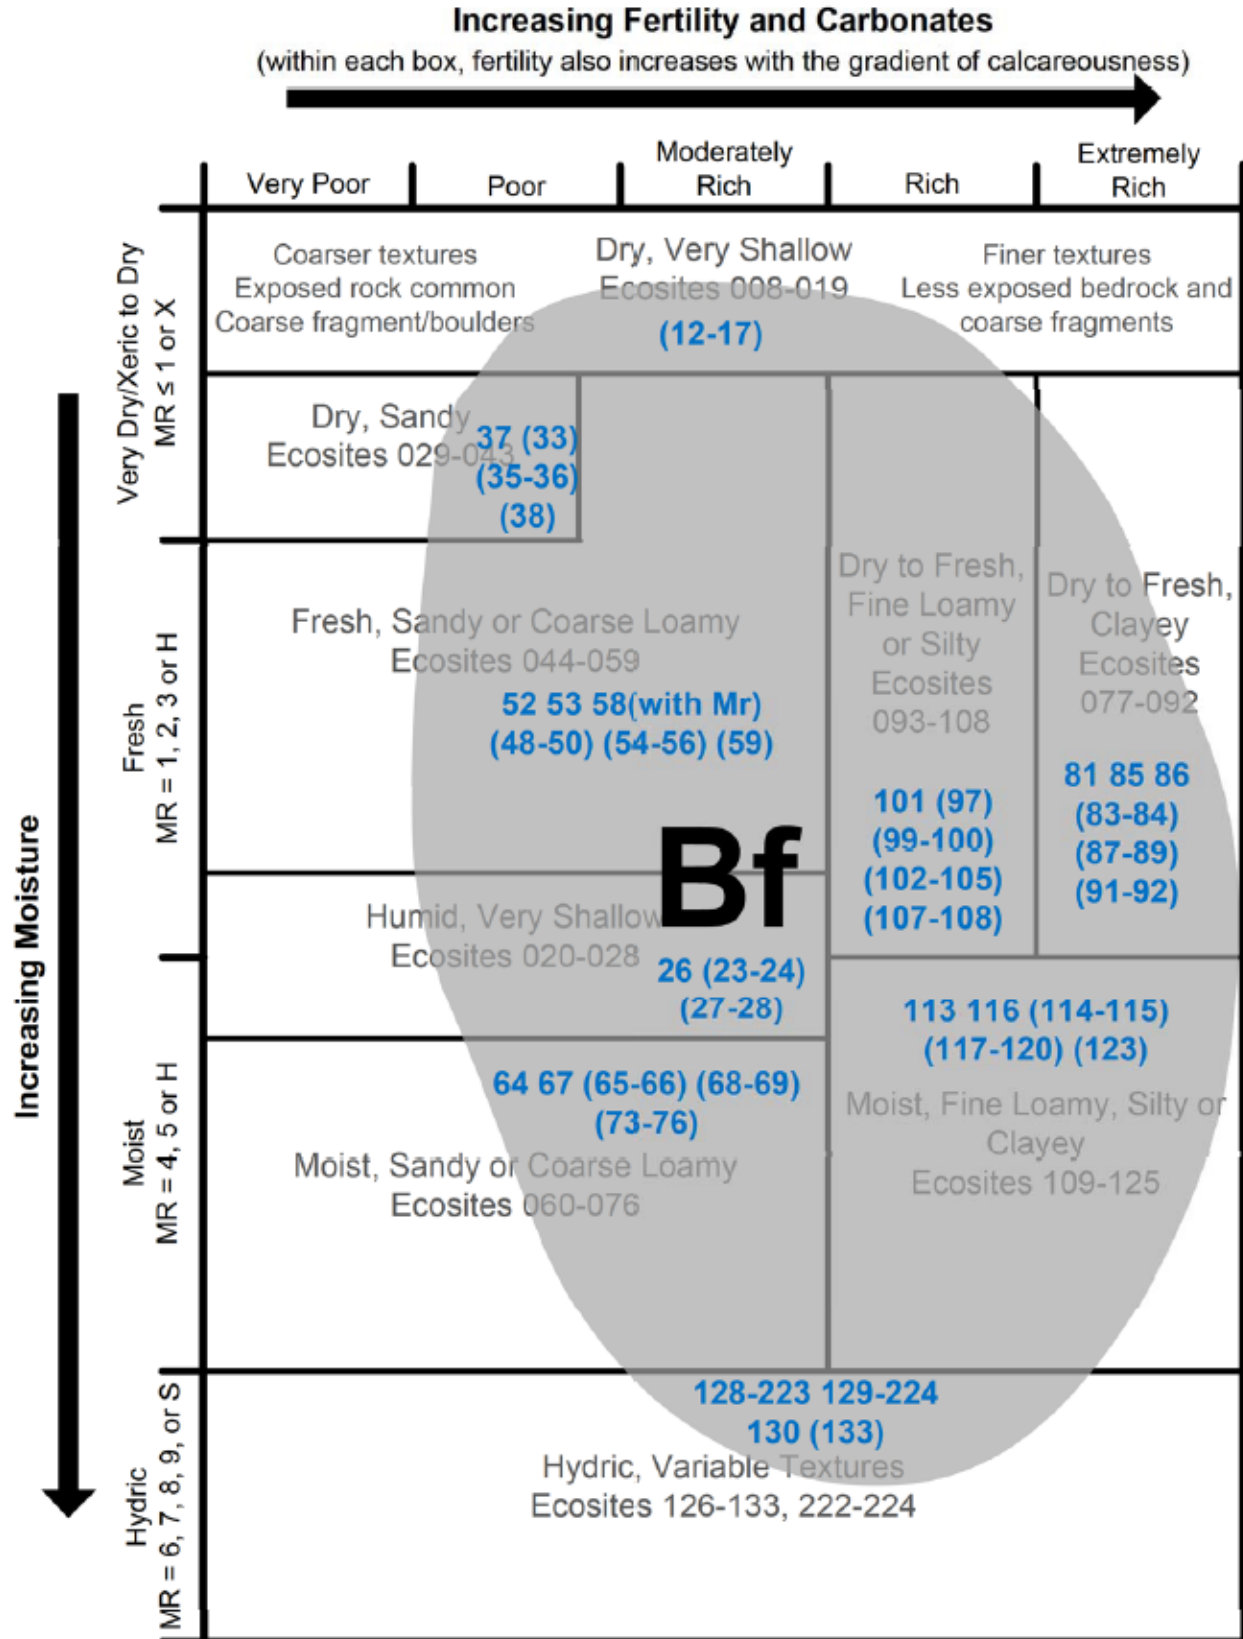 Increasing Fertility and Carbonates
(within each box, fertility also increases with the gradient of calcareousness)
Very Poor
Poor
Moderately
Rich
Rich
Extremely
Rich
Increasing Moisture
Very Dry/Xeric to Dry
MR ≤ 1 or X
Coarser textures
Exposed rock common
Coarse fragment/boulders
Dry, Very Shallow
Ecosites 008-019
(12-17)
Finer textures
Less exposed bedrock and
coarse fragments
Dry, Sandy
Ecosites 029-043
37 (33)
(35-36)
(38)
Fresh
MR = 1, 2, 3 or H
Fresh, Sandy or Coarse Loamy
Ecosites 044-059
52 53 58(with Mr)
(48-50) (54-56) (59)
Dry to Fresh,
Fine Loamy
or Silty
Ecosites
093-108
101 (97)
(99-100)
(102-105)
(107-108)
Dry to Fresh,
Clayey
Ecosites
077-092
81 85 86
(83-84)
(87-89)
(91-92)
Bf
Humid, Very Shallow
Ecosites 020-028
26 (23-24)
(27-28)
Moist
MR = 4, 5 or H
64 67 (65-66) (68-69)
(73-76)
Moist, Sandy or Coarse Loamy
Ecosites 060-076
113 116 (114-115)
(117-120) (123)
Moist, Fine Loamy, Silty or
Clayey
Ecosites 109-125
Hydric
MR = 6, 7, 8, 9, or S
128-223 129-224
130 (133)
Hydric, Variable Textures
Ecosites 126-133, 222-224